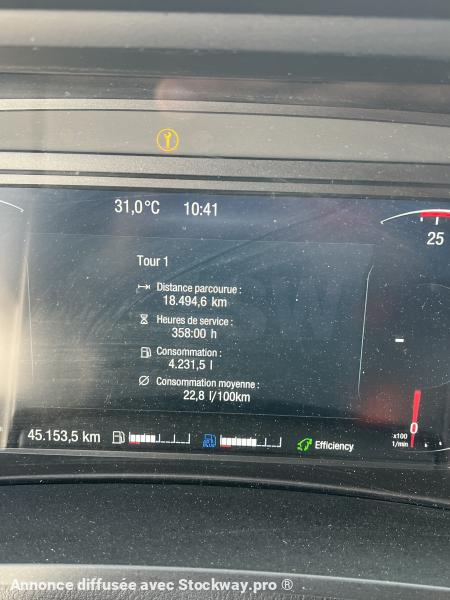 31,0°C 10:41
25
Tour 1
Distance parcourue :
18.494,6 km
Heures de service :
358:00 h
Consommation :
4.231,5 l
Consommation moyenne :
22,8 l/100km
-
0
x100
1/min
45.153,5 km
Efficiency
Annonce diffusée avec Stockway.pro ®